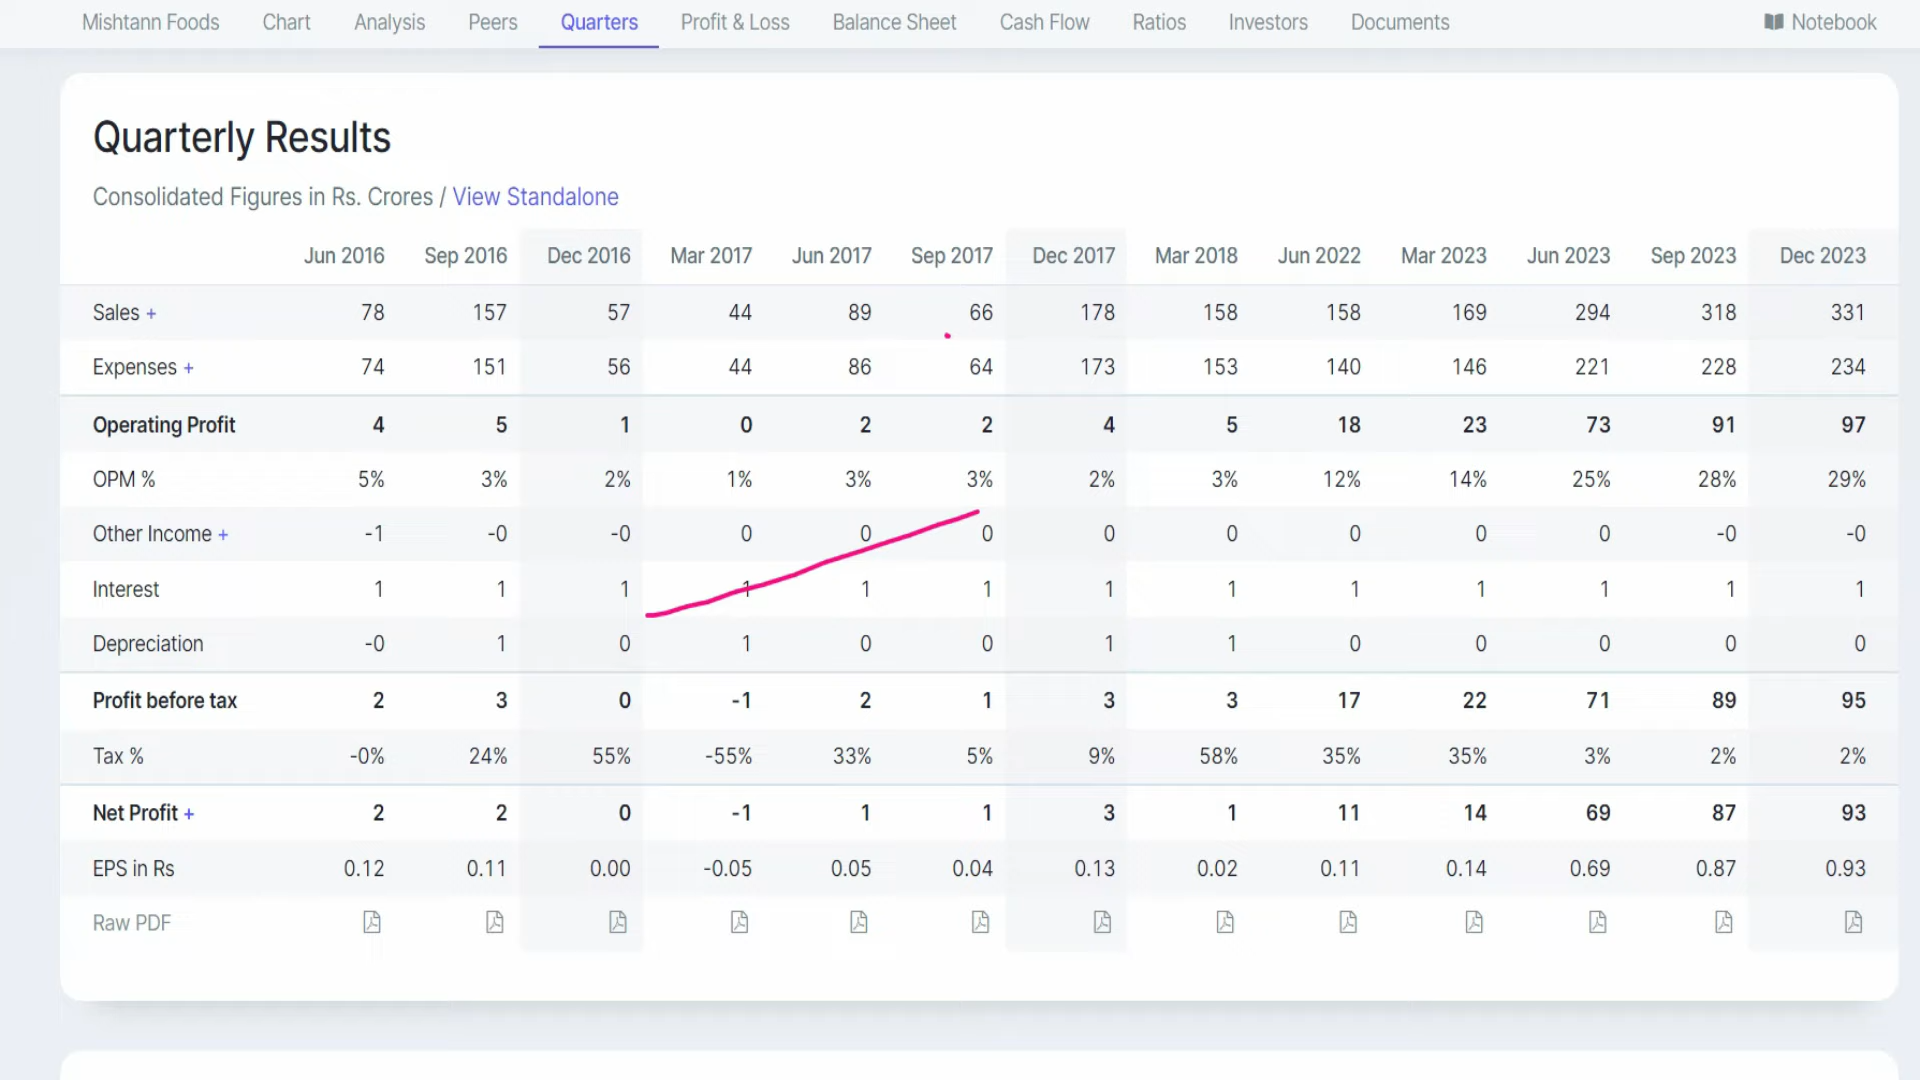 Mishtann Foods Chart Analysis Peers Quarters Profit & Loss Balance Sheet Cash Flow Ratios Investors Documents Notebook
Quarterly Results
Consolidated Figures in Rs. Crores / View Standalone
Jun 2016 Sep 2016 Dec 2016 Mar 2017 Jun 2017 Sep 2017 Dec 2017 Mar 2018 Jun 2022 Mar 2023 Jun 2023 Sep 2023 Dec 2023
Sales + 78 157 57 44 89 66 178 158 158 169 294 318 331
Expenses + 74 151 56 44 86 64 173 153 140 146 221 228 234
Operating Profit 4 5 1 0 2 2 4 5 18 23 73 91 97
OPM % 5% 3% 2% 1% 3% 3% 2% 3% 12% 14% 25% 28% 29%
Other Income + -1 -0 -0 0 0 0 0 0 0 0 0 -0 -0
Interest 1 1 1 1 1 1 1 1 1 1 1 1 1
Depreciation -0 1 0 1 0 0 1 1 0 0 0 0 0
Profit before tax 2 3 0 -1 2 1 3 3 17 22 71 89 95
Tax % -0% 24% 55% -55% 33% 5% 9% 58% 35% 35% 3% 2% 2%
Net Profit + 2 2 0 -1 1 1 3 1 11 14 69 87 93
EPS in Rs 0.12 0.11 0.00 -0.05 0.05 0.04 0.13 0.02 0.11 0.14 0.69 0.87 0.93
Raw PDF